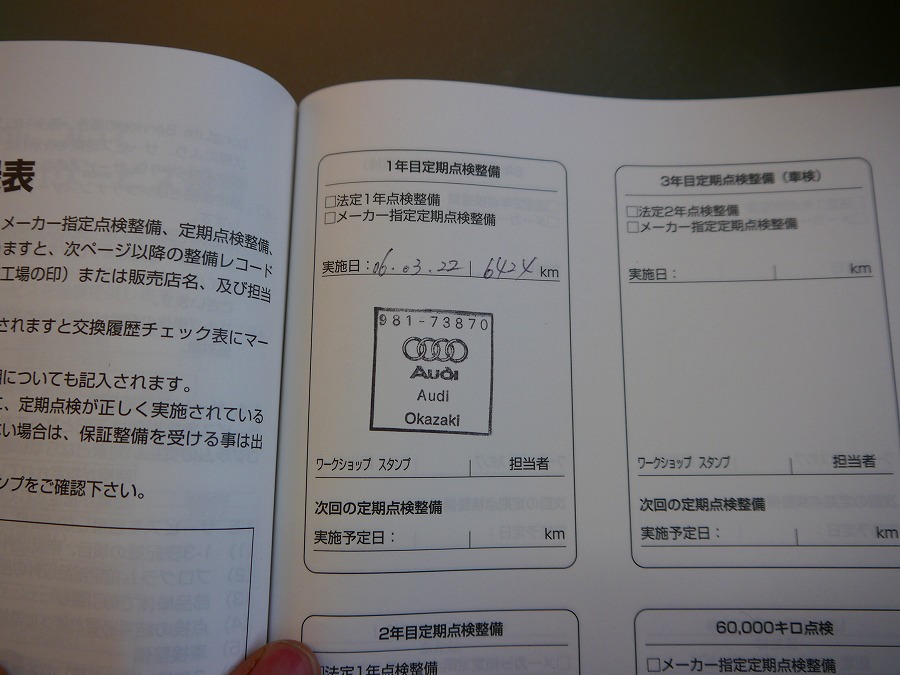 表
メーカー指定点検整備、定期点検整備、
ますと、次ページ以降の整備レコード
工場の印）または販売店名、及び担当
されますと交換履歴チェック表にマー
についても記入されます。
、定期点検が正しく実施されている
い場合は、保証整備を受ける事は出
ンプをご確認下さい。
1年目定期点検整備
□法定1年点検整備
□メーカー指定定期点検整備
実施日：06.03.22 6424 km
981-73870
Audi
Audi
Okazaki
ワークショップ スタンプ 担当者
次回の定期点検整備
実施予定日： km
3年目定期点検整備（車検）
□法定2年点検整備
□メーカー指定定期点検整備
実施日： km
ワークショップ スタンプ 担当者
次回の定期点検整備
実施予定日： km
2年目定期点検整備
□法定1年点検整備
60,000キロ点検
□メーカー指定定期点検整備